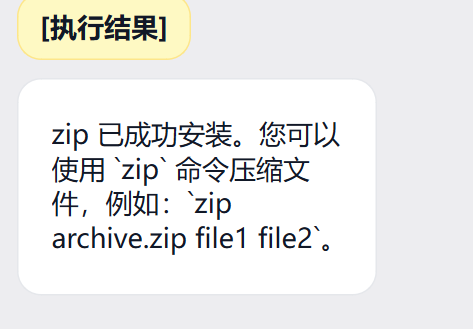 [执行结果]
zip 已成功安装。您可以
使用 `zip` 命令压缩文
件，例如：`zip
archive.zip file1 file2`。